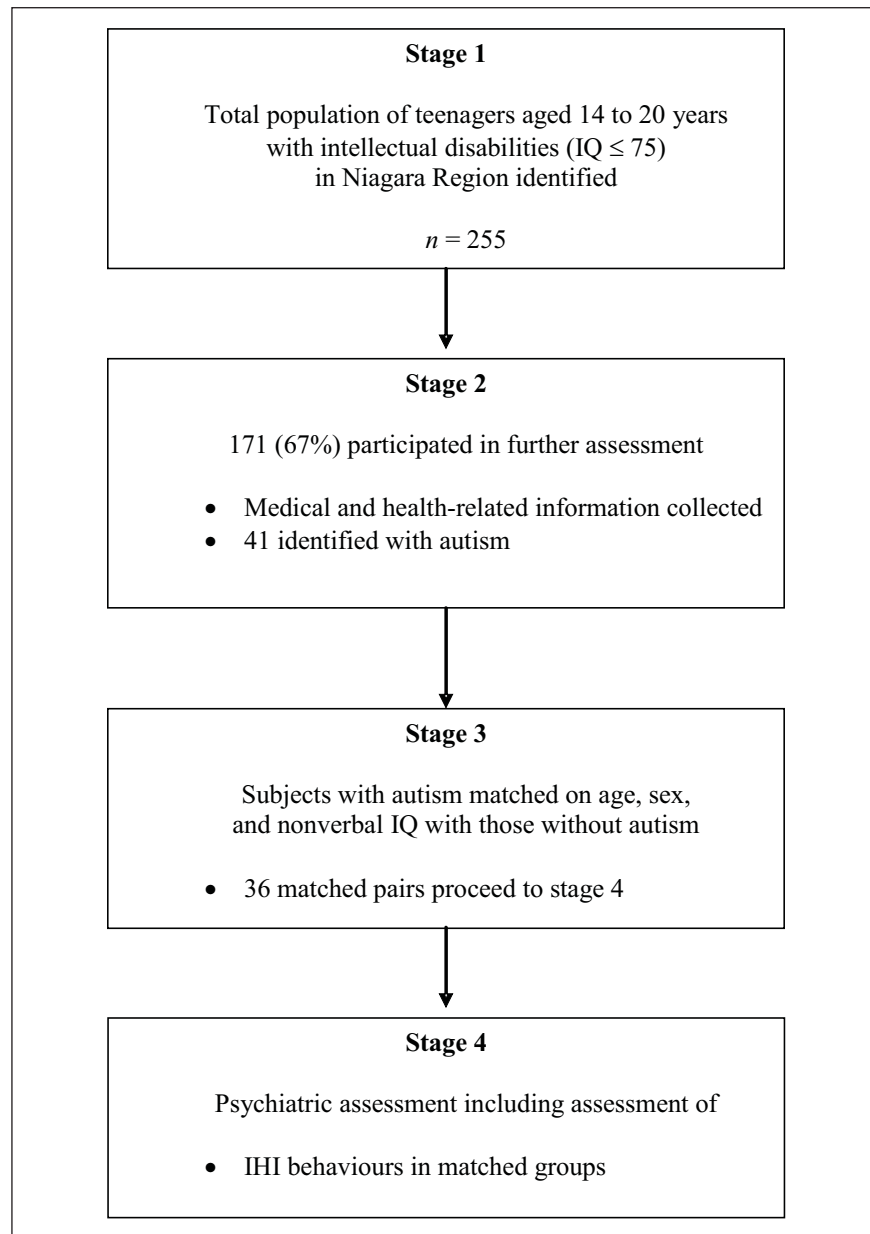 Stage 1
Total population of teenagers aged 14 to 20 years
with intellectual disabilities (IQ ≤ 75)
in Niagara Region identified
n = 255
Stage 2
171 (67%) participated in further assessment
• Medical and health-related information collected
• 41 identified with autism
Stage 3
Subjects with autism matched on age, sex,
and nonverbal IQ with those without autism
• 36 matched pairs proceed to stage 4
Stage 4
Psychiatric assessment including assessment of
• IHI behaviours in matched groups